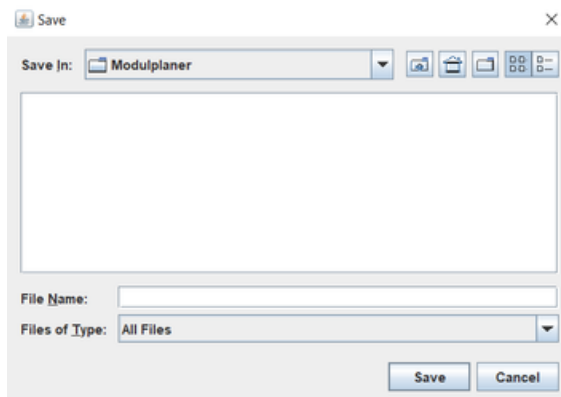 Save
Save In: Modulplaner
File Name:
Files of Type: All Files
Save Cancel